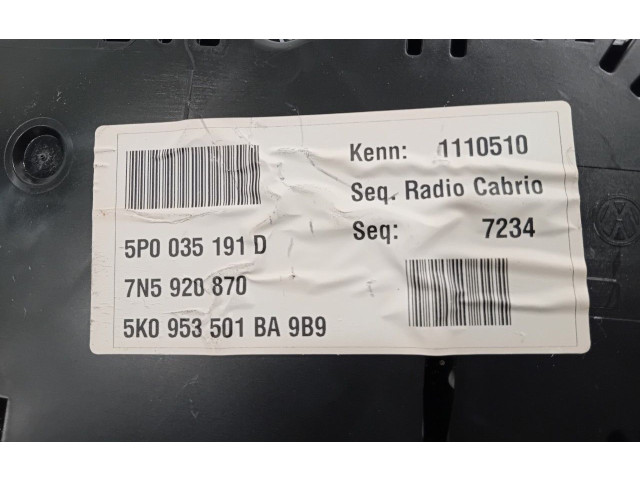 Kenn: 1110510
Seq. Radio Cabrio
Seq: 7234
5P0 035 191 D
7N5 920 870
5K0 953 501 BA 9B9